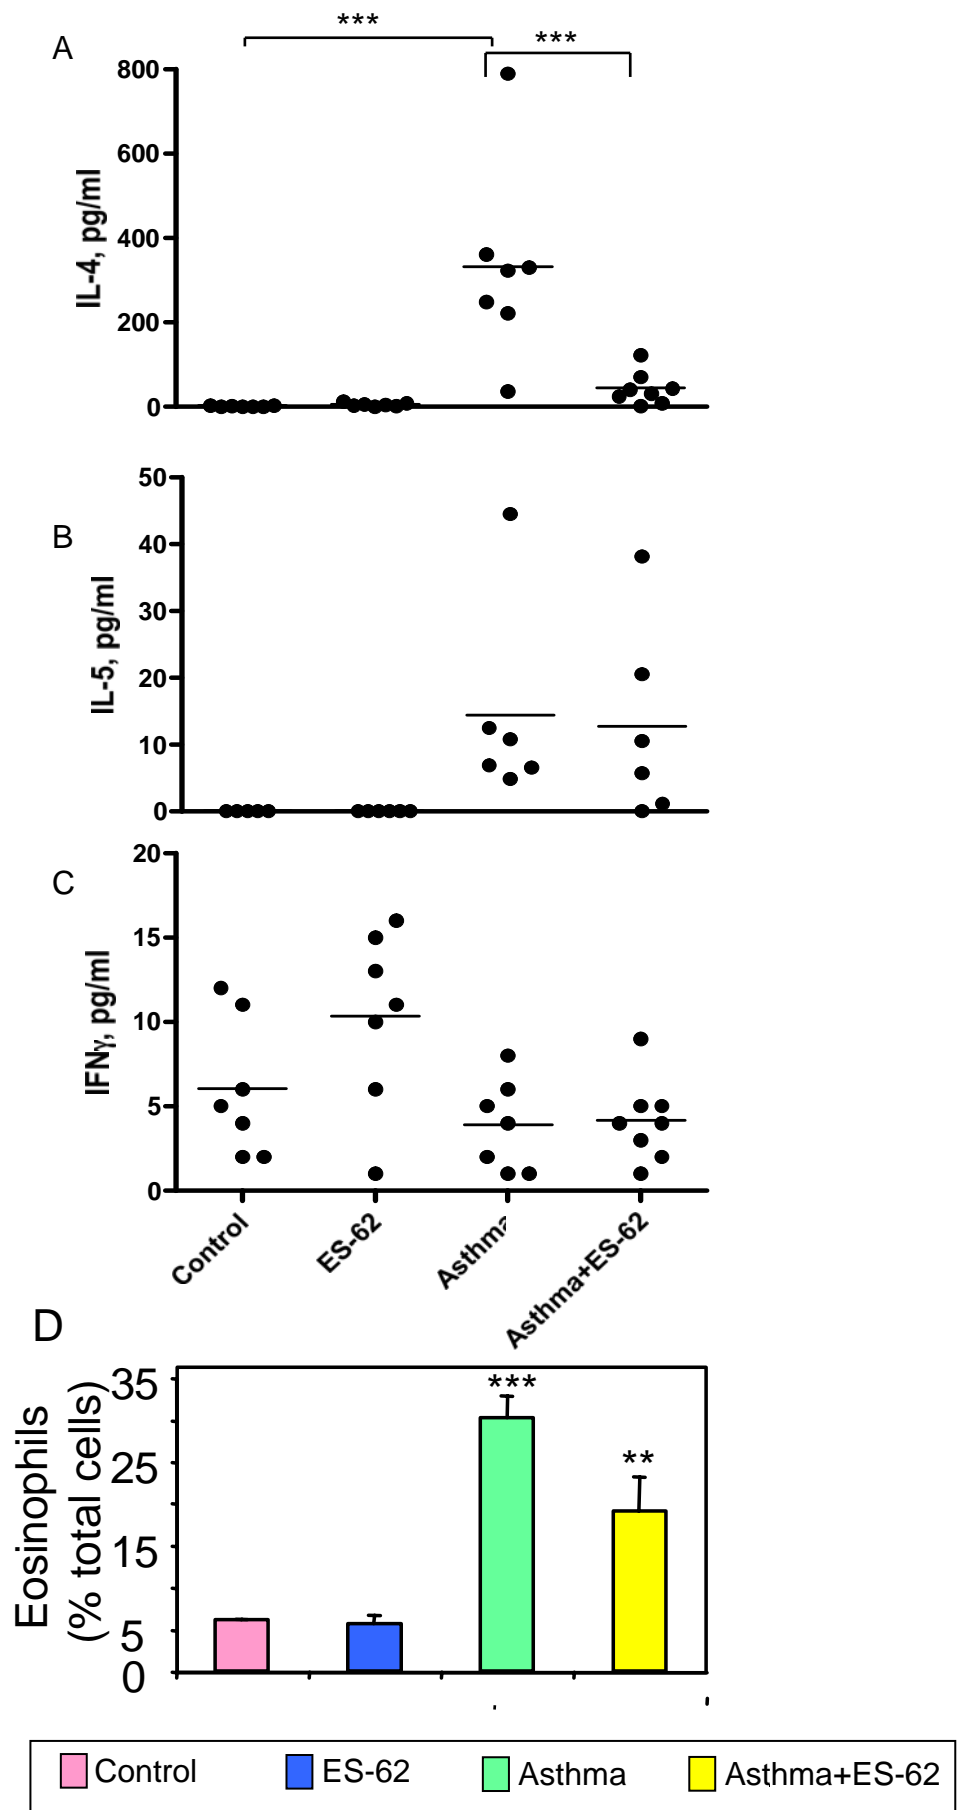 ***
A
***
800
600
400
200
0
IL-4, pg/ml
50
B
40
30
20
10
0
IL-5, pg/ml
20
C
15
10
5
0
IFNγ, pg/ml
Control
ES-62
Asthma
Asthma+ES-62
D
35
***
25
**
15
5
0
Eosinophils
(% total cells)
Control
ES-62
Asthma
Asthma+ES-62